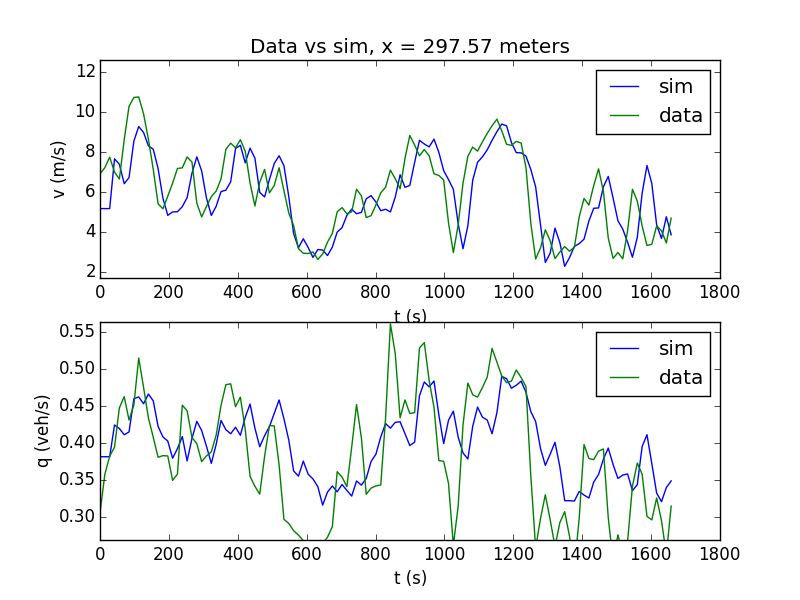 Data vs sim, x = 297.57 meters
12
10
8
6
4
2
v (m/s)
sim
data
0 200 400 600 800 1000 1200 1400 1600 1800
t (s)
0.55
0.50
0.45
0.40
0.35
0.30
q (veh/s)
sim
data
0 200 400 600 800 1000 1200 1400 1600 1800
t (s)